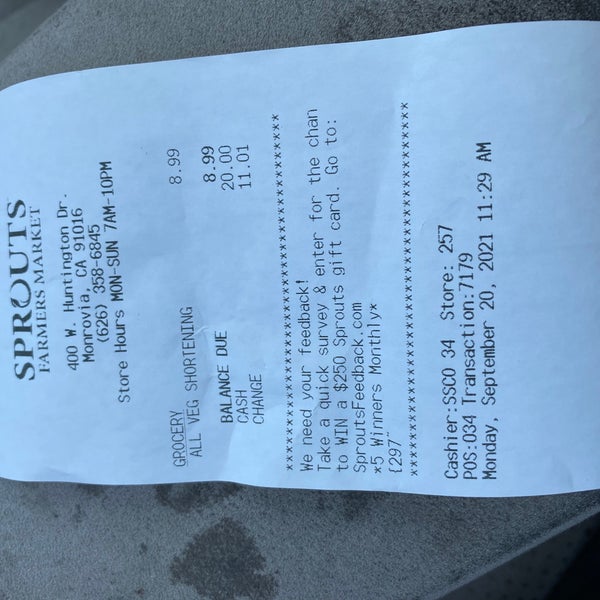 SPROUTS
FARMERS MARKET
400 W. Huntington Dr.
Monrovia, CA 91016
(626) 358-6845
Store Hours MON-SUN 7AM-10PM
GROCERY
ALL VEG SHORTENING 8.99
BALANCE DUE 8.99
CASH 20.00
CHANGE 11.01
****************************************
We need your feedback!
Take a quick survey & enter for the chan
to WIN a $250 Sprouts gift card. Go to:
SproutsFeedback.com
*5 Winners Monthly*
[297~
****************************************
Cashier:SSCO 34 Store: 257
POS:034 Transaction:7179
Monday, September 20, 2021 11:29 AM